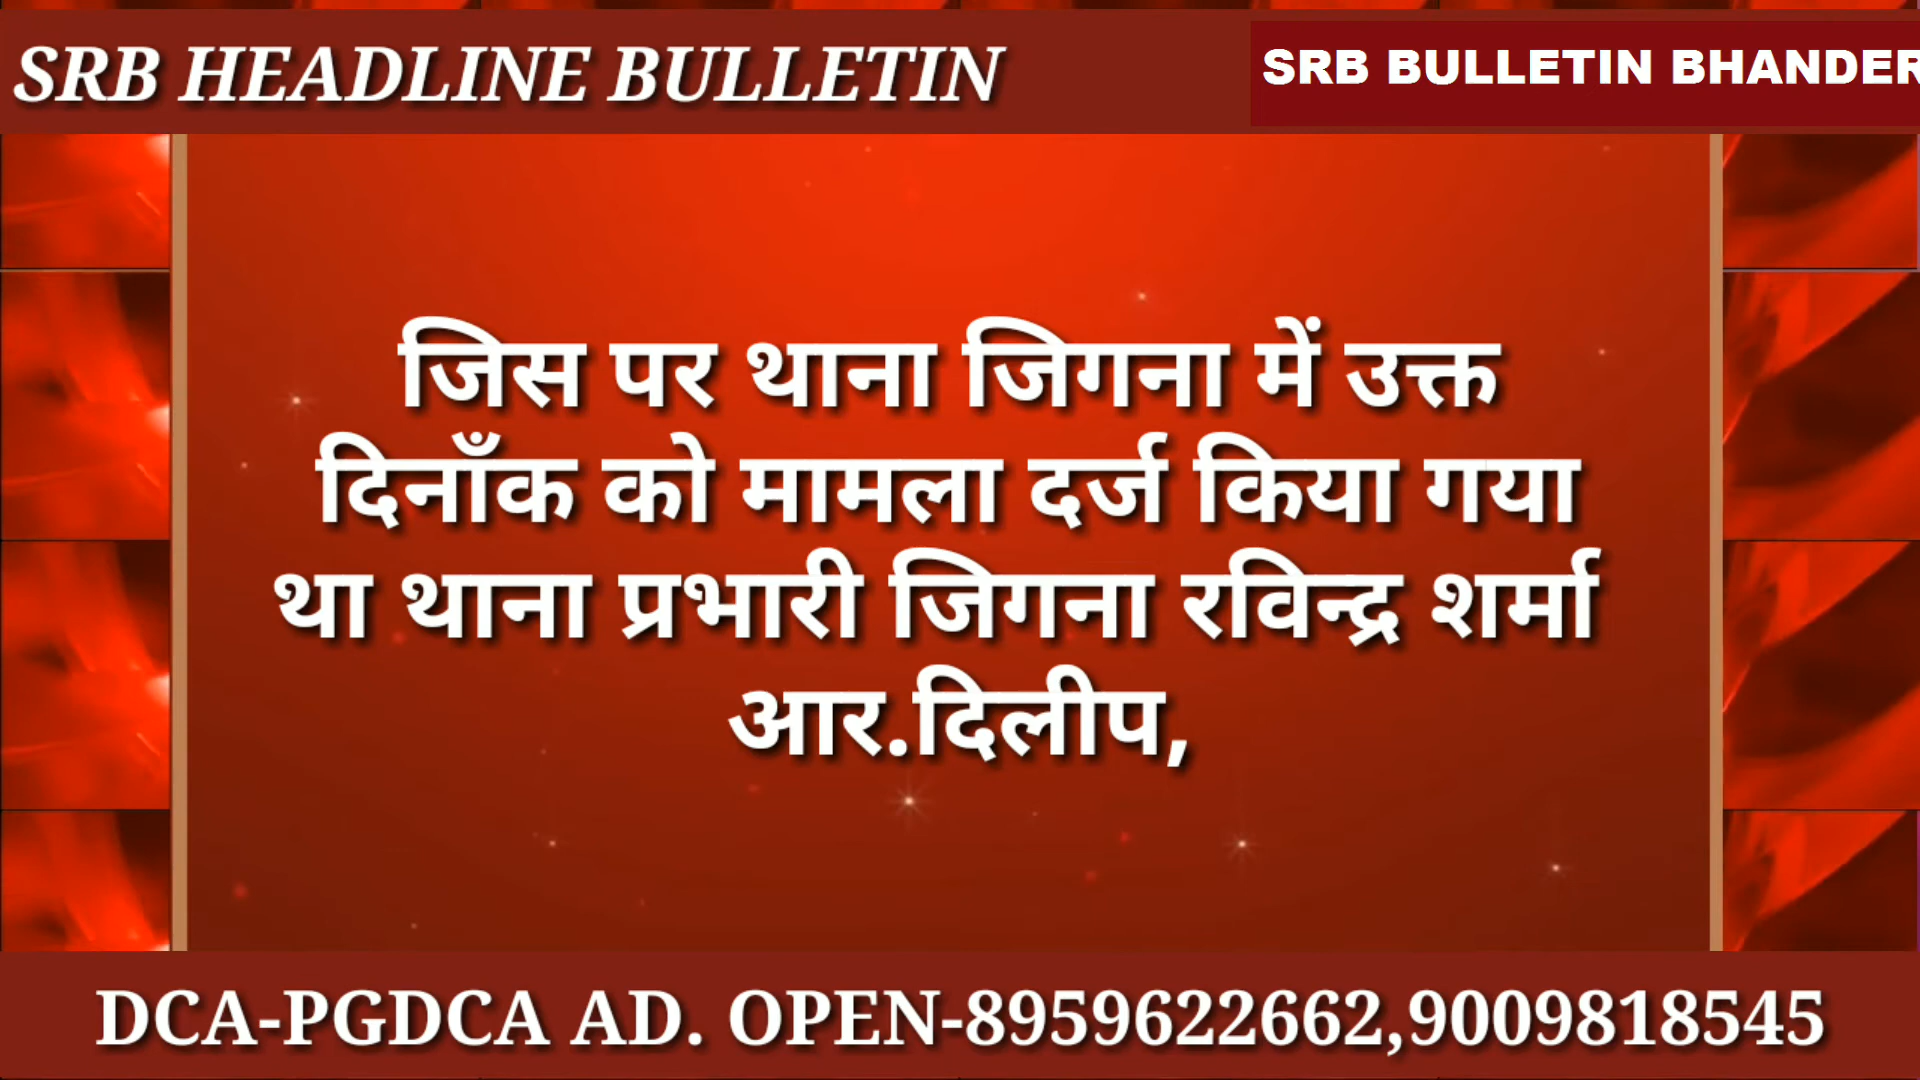 SRB HEADLINE BULLETIN
SRB BULLETIN BHANDER
जिस पर थाना जिगना में उक्त
दिनाँक को मामला दर्ज किया गया
था थाना प्रभारी जिगना रविन्द्र शर्मा
आर.दिलीप,
DCA-PGDCA AD. OPEN-8959622662,9009818545